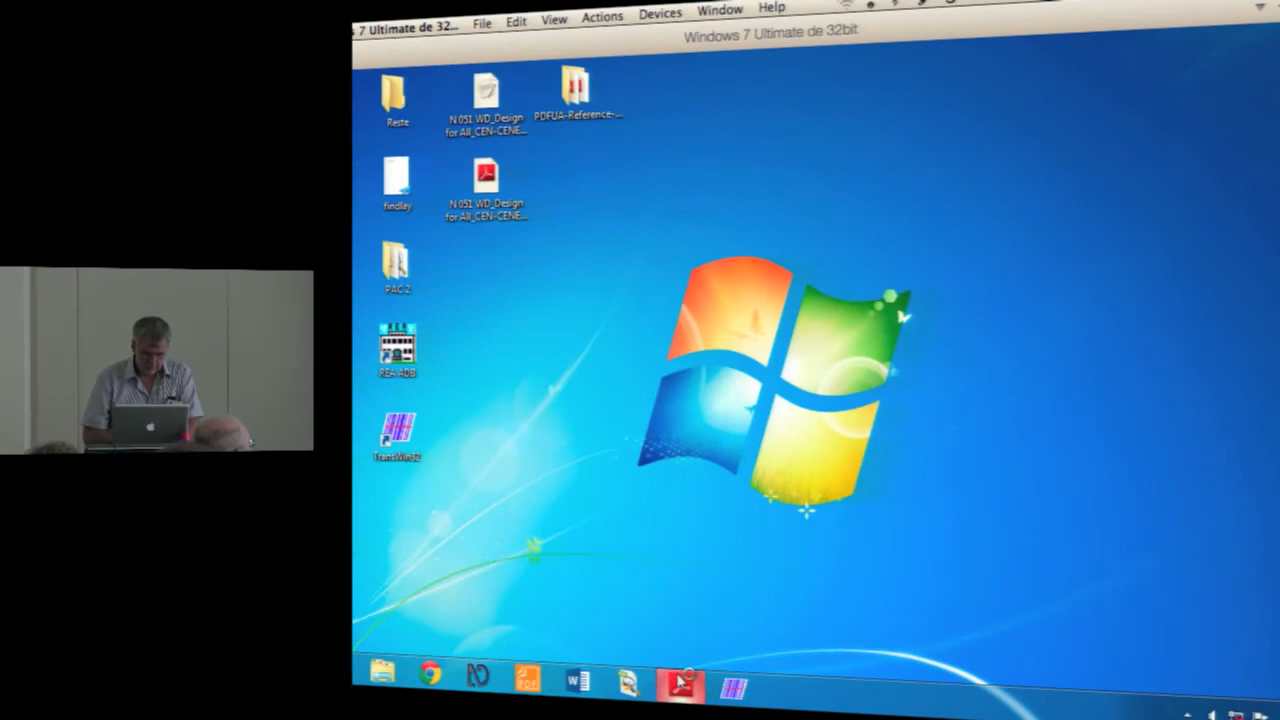 7 Ultimate de 32... File Edit View Actions Devices Window Help
Windows 7 Ultimate de 32bit
Reste
N 051 WD_Design
for All_CEN-CENE...
PDFUA-Reference-...
findlay
N 051 WD_Design
for All_CEN-CENE...
PAC 2
REA ADB
TransWin32
PDF